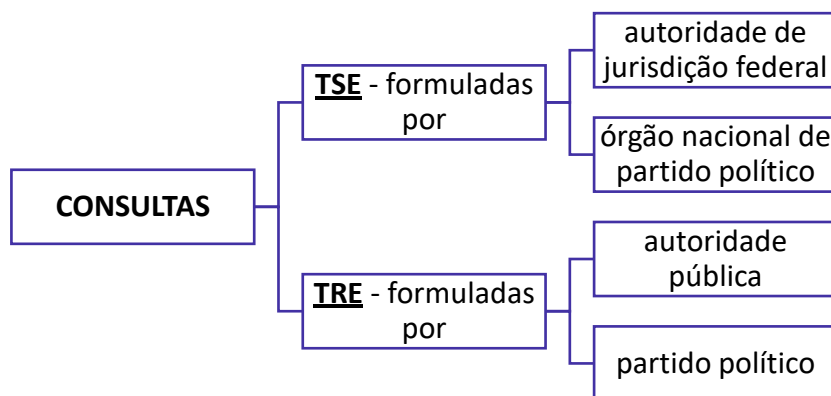 CONSULTAS
TSE - formuladas
por
autoridade de
jurisdição federal
órgão nacional de
partido político
TRE - formuladas
por
autoridade
pública
partido político